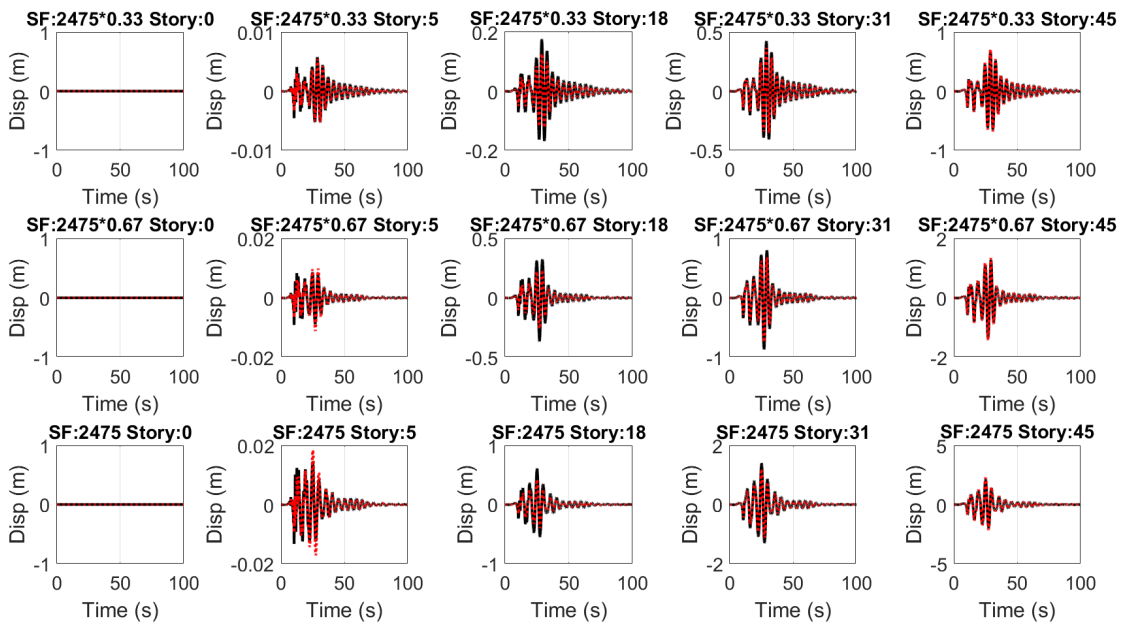 SF:2475*0.33 Story:0
SF:2475*0.33 Story:5
SF:2475*0.33 Story:18
SF:2475*0.33 Story:31
SF:2475*0.33 Story:45
1
0
-1
Disp (m)
0 50 100
Time (s)
0.01
0
-0.01
Disp (m)
0 50 100
Time (s)
0.2
0
-0.2
Disp (m)
0 50 100
Time (s)
0.5
0
-0.5
Disp (m)
0 50 100
Time (s)
1
0
-1
Disp (m)
0 50 100
Time (s)
SF:2475*0.67 Story:0
SF:2475*0.67 Story:5
SF:2475*0.67 Story:18
SF:2475*0.67 Story:31
SF:2475*0.67 Story:45
1
0
-1
Disp (m)
0 50 100
Time (s)
0.02
0
-0.02
Disp (m)
0 50 100
Time (s)
0.5
0
-0.5
Disp (m)
0 50 100
Time (s)
1
0
-1
Disp (m)
0 50 100
Time (s)
2
0
-2
Disp (m)
0 50 100
Time (s)
SF:2475 Story:0
SF:2475 Story:5
SF:2475 Story:18
SF:2475 Story:31
SF:2475 Story:45
1
0
-1
Disp (m)
0 50 100
Time (s)
0.02
0
-0.02
Disp (m)
0 50 100
Time (s)
1
0
-1
Disp (m)
0 50 100
Time (s)
2
0
-2
Disp (m)
0 50 100
Time (s)
5
0
-5
Disp (m)
0 50 100
Time (s)